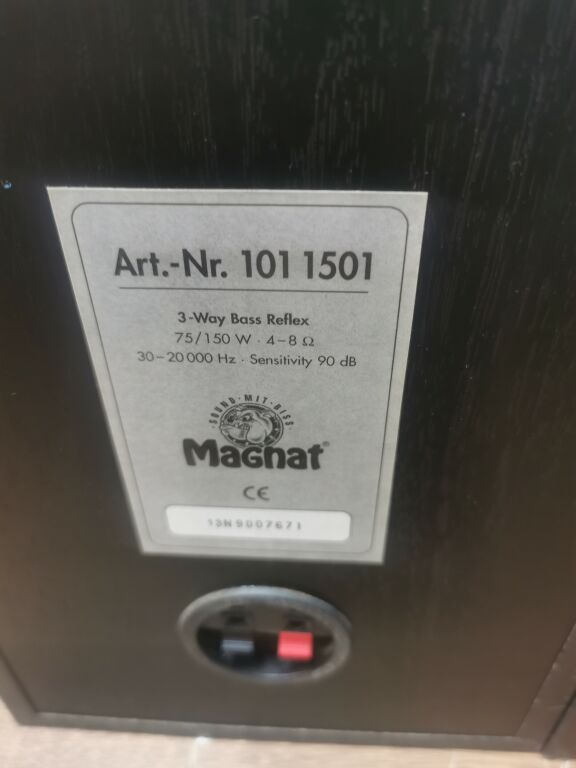 Art.-Nr. 101 1501
3-Way Bass Reflex
75/150 W · 4–8 Ω
30–20 000 Hz · Sensitivity 90 dB
·SOUND·MIT·BISS·
Magnat®
CE
13N9007671